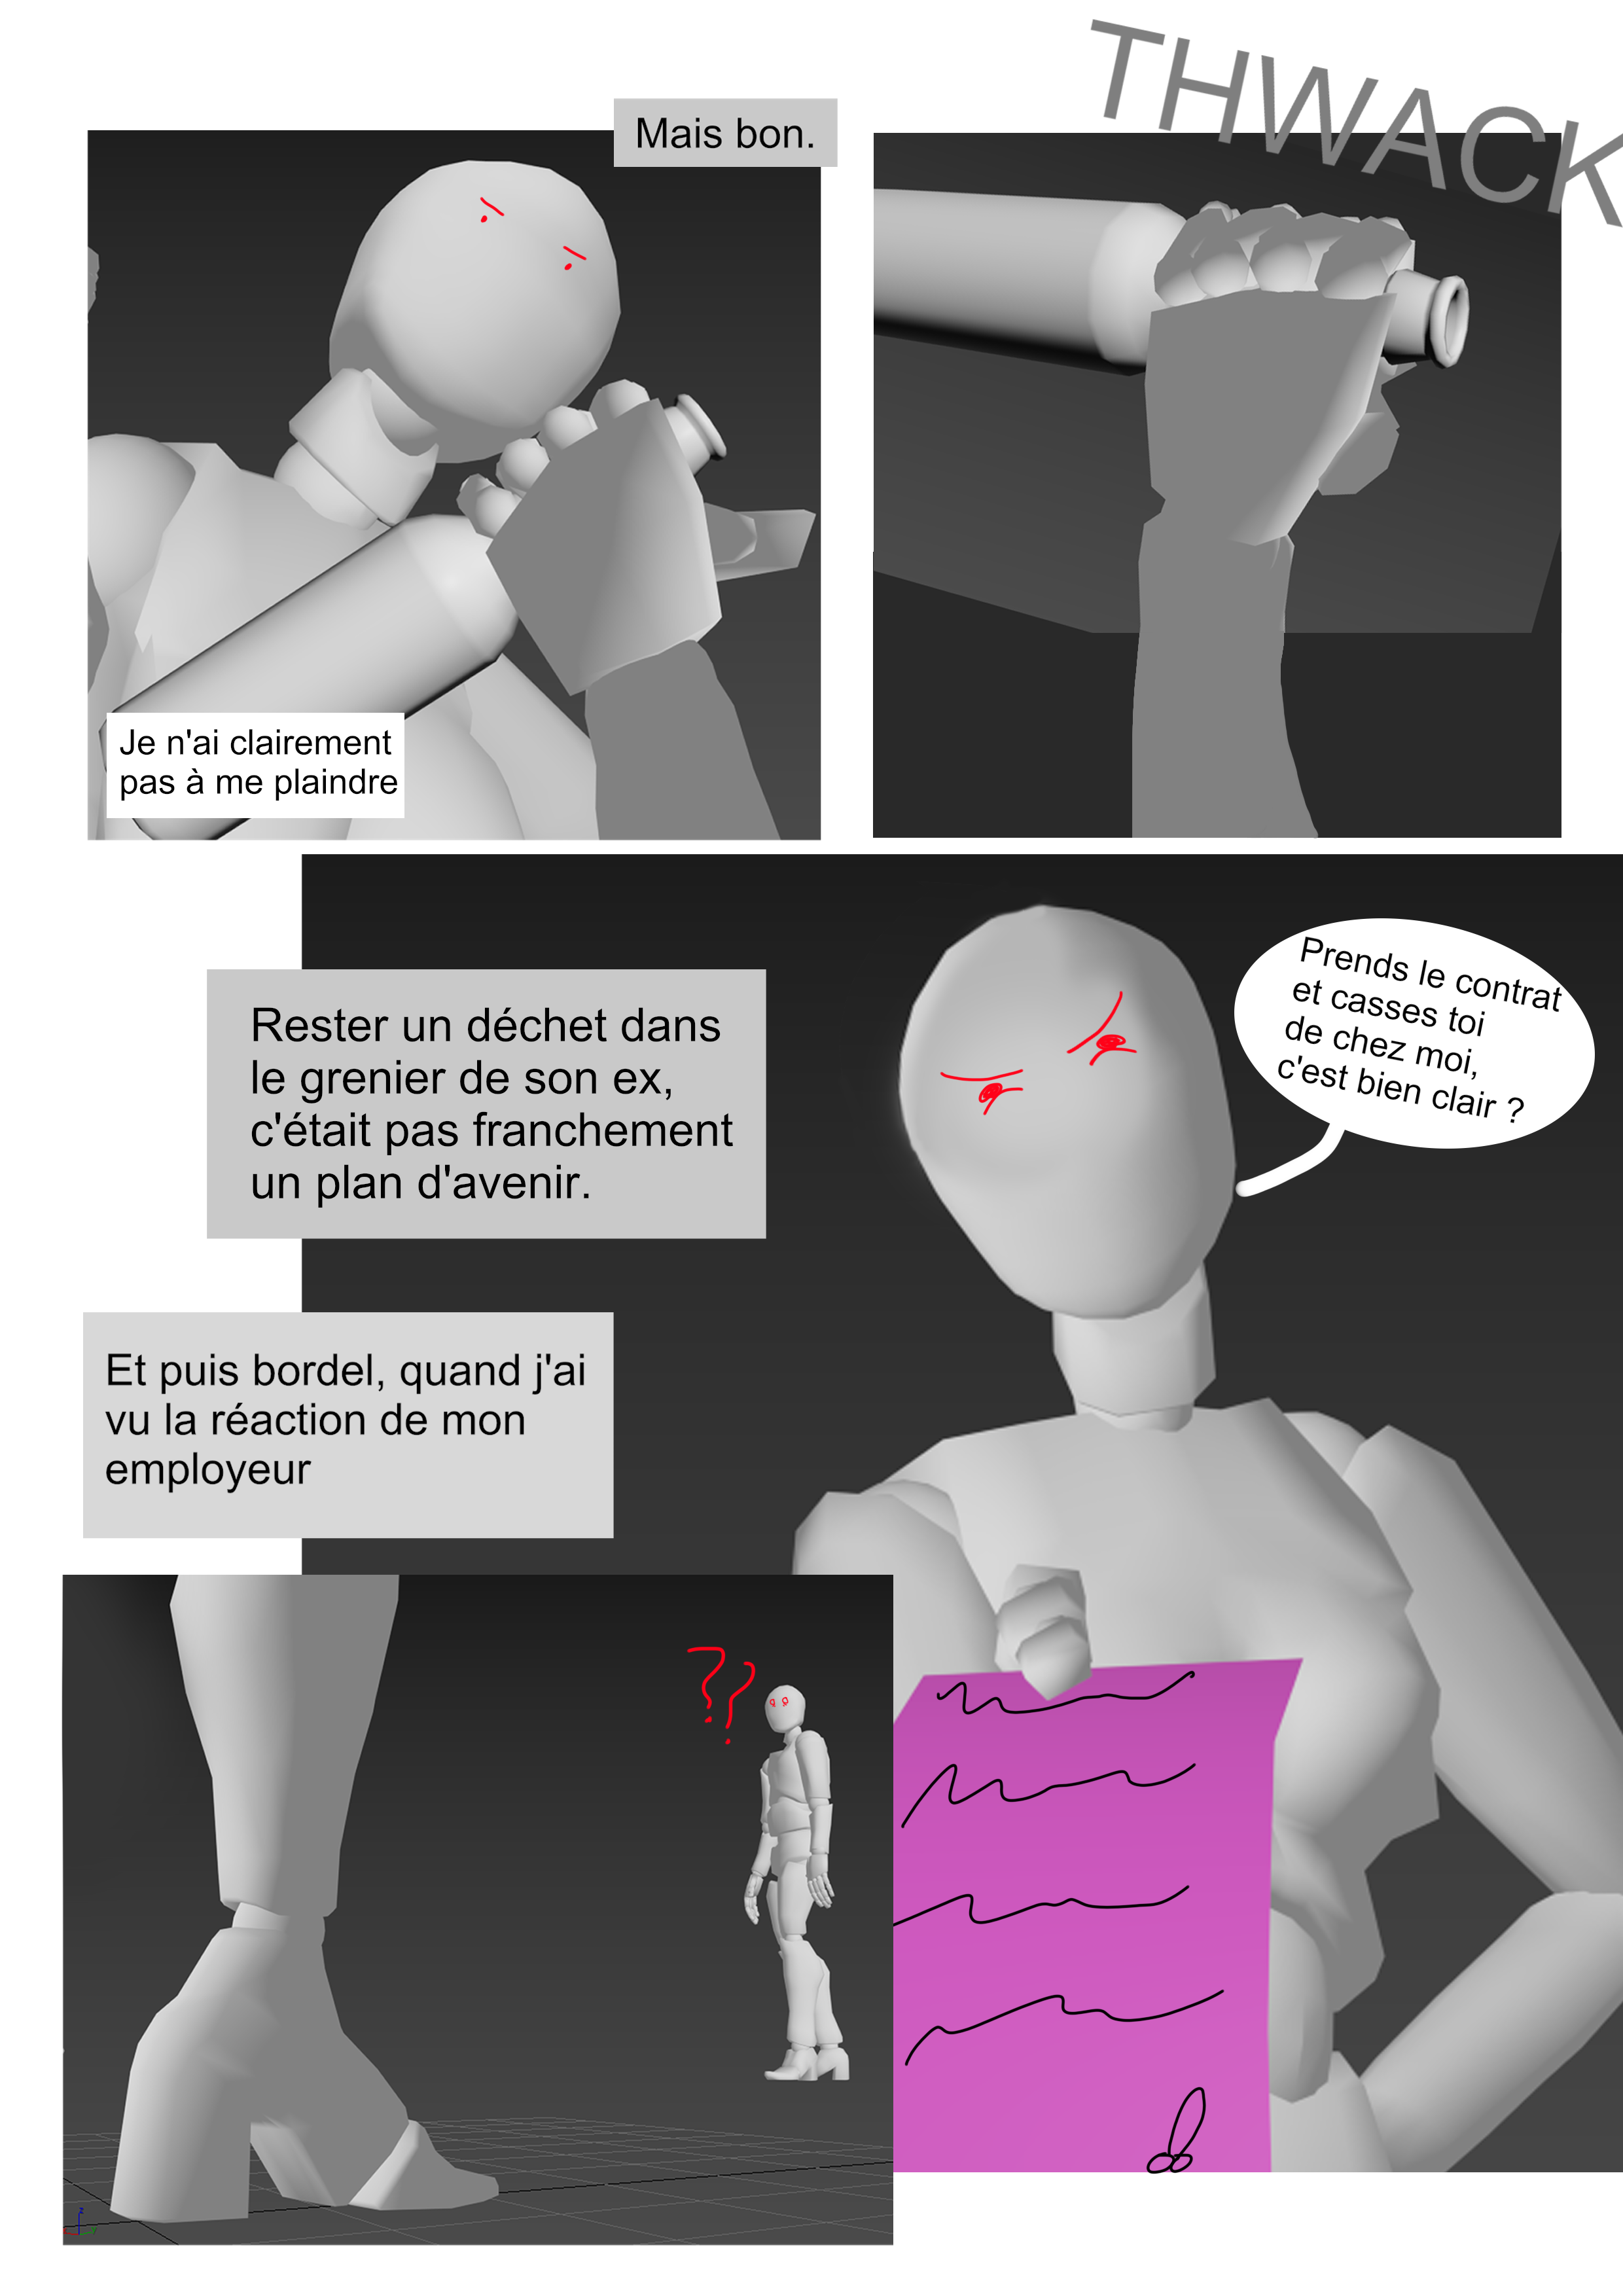 Mais bon.
THWACK
Je n'ai clairement
pas à me plaindre
Prends le contrat
et casses toi
de chez moi,
c'est bien clair ?
Rester un déchet dans
le grenier de son ex,
c'était pas franchement
un plan d'avenir.
Et puis bordel, quand j'ai
vu la réaction de mon
employeur
??